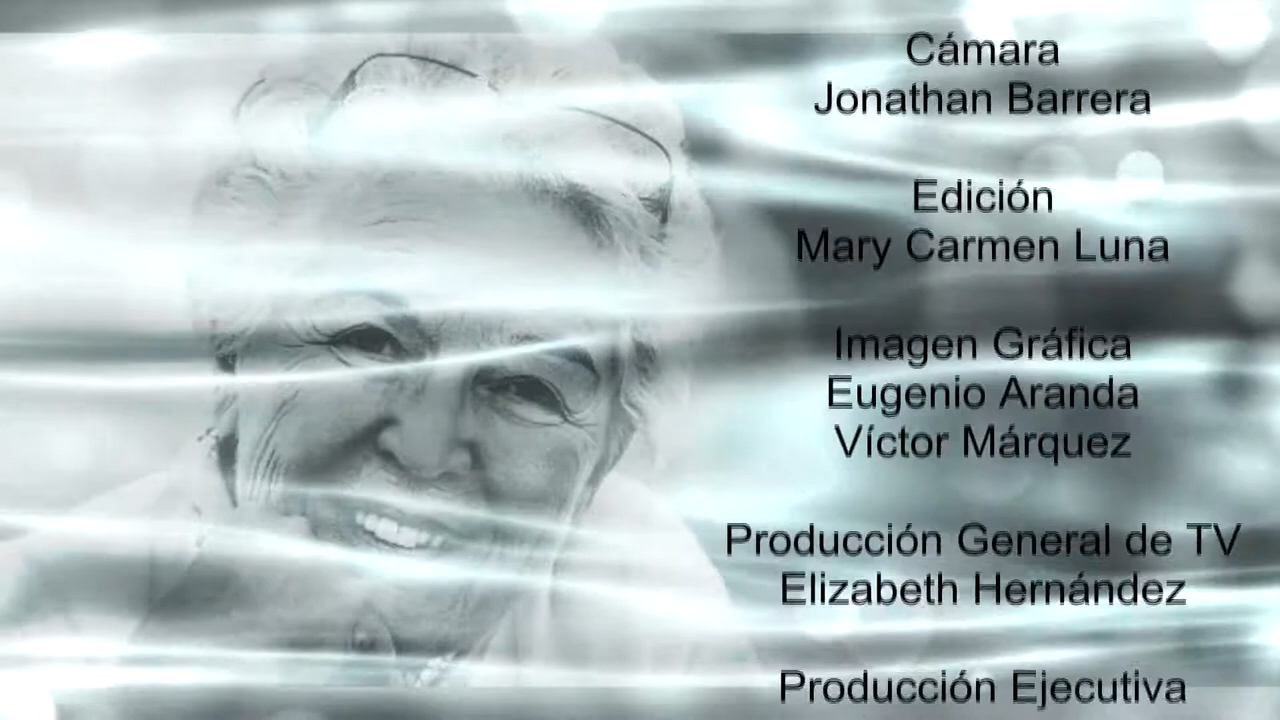 Cámara
Jonathan Barrera
Edición
Mary Carmen Luna
Imagen Gráfica
Eugenio Aranda
Víctor Márquez
Producción General de TV
Elizabeth Hernández
Producción Ejecutiva